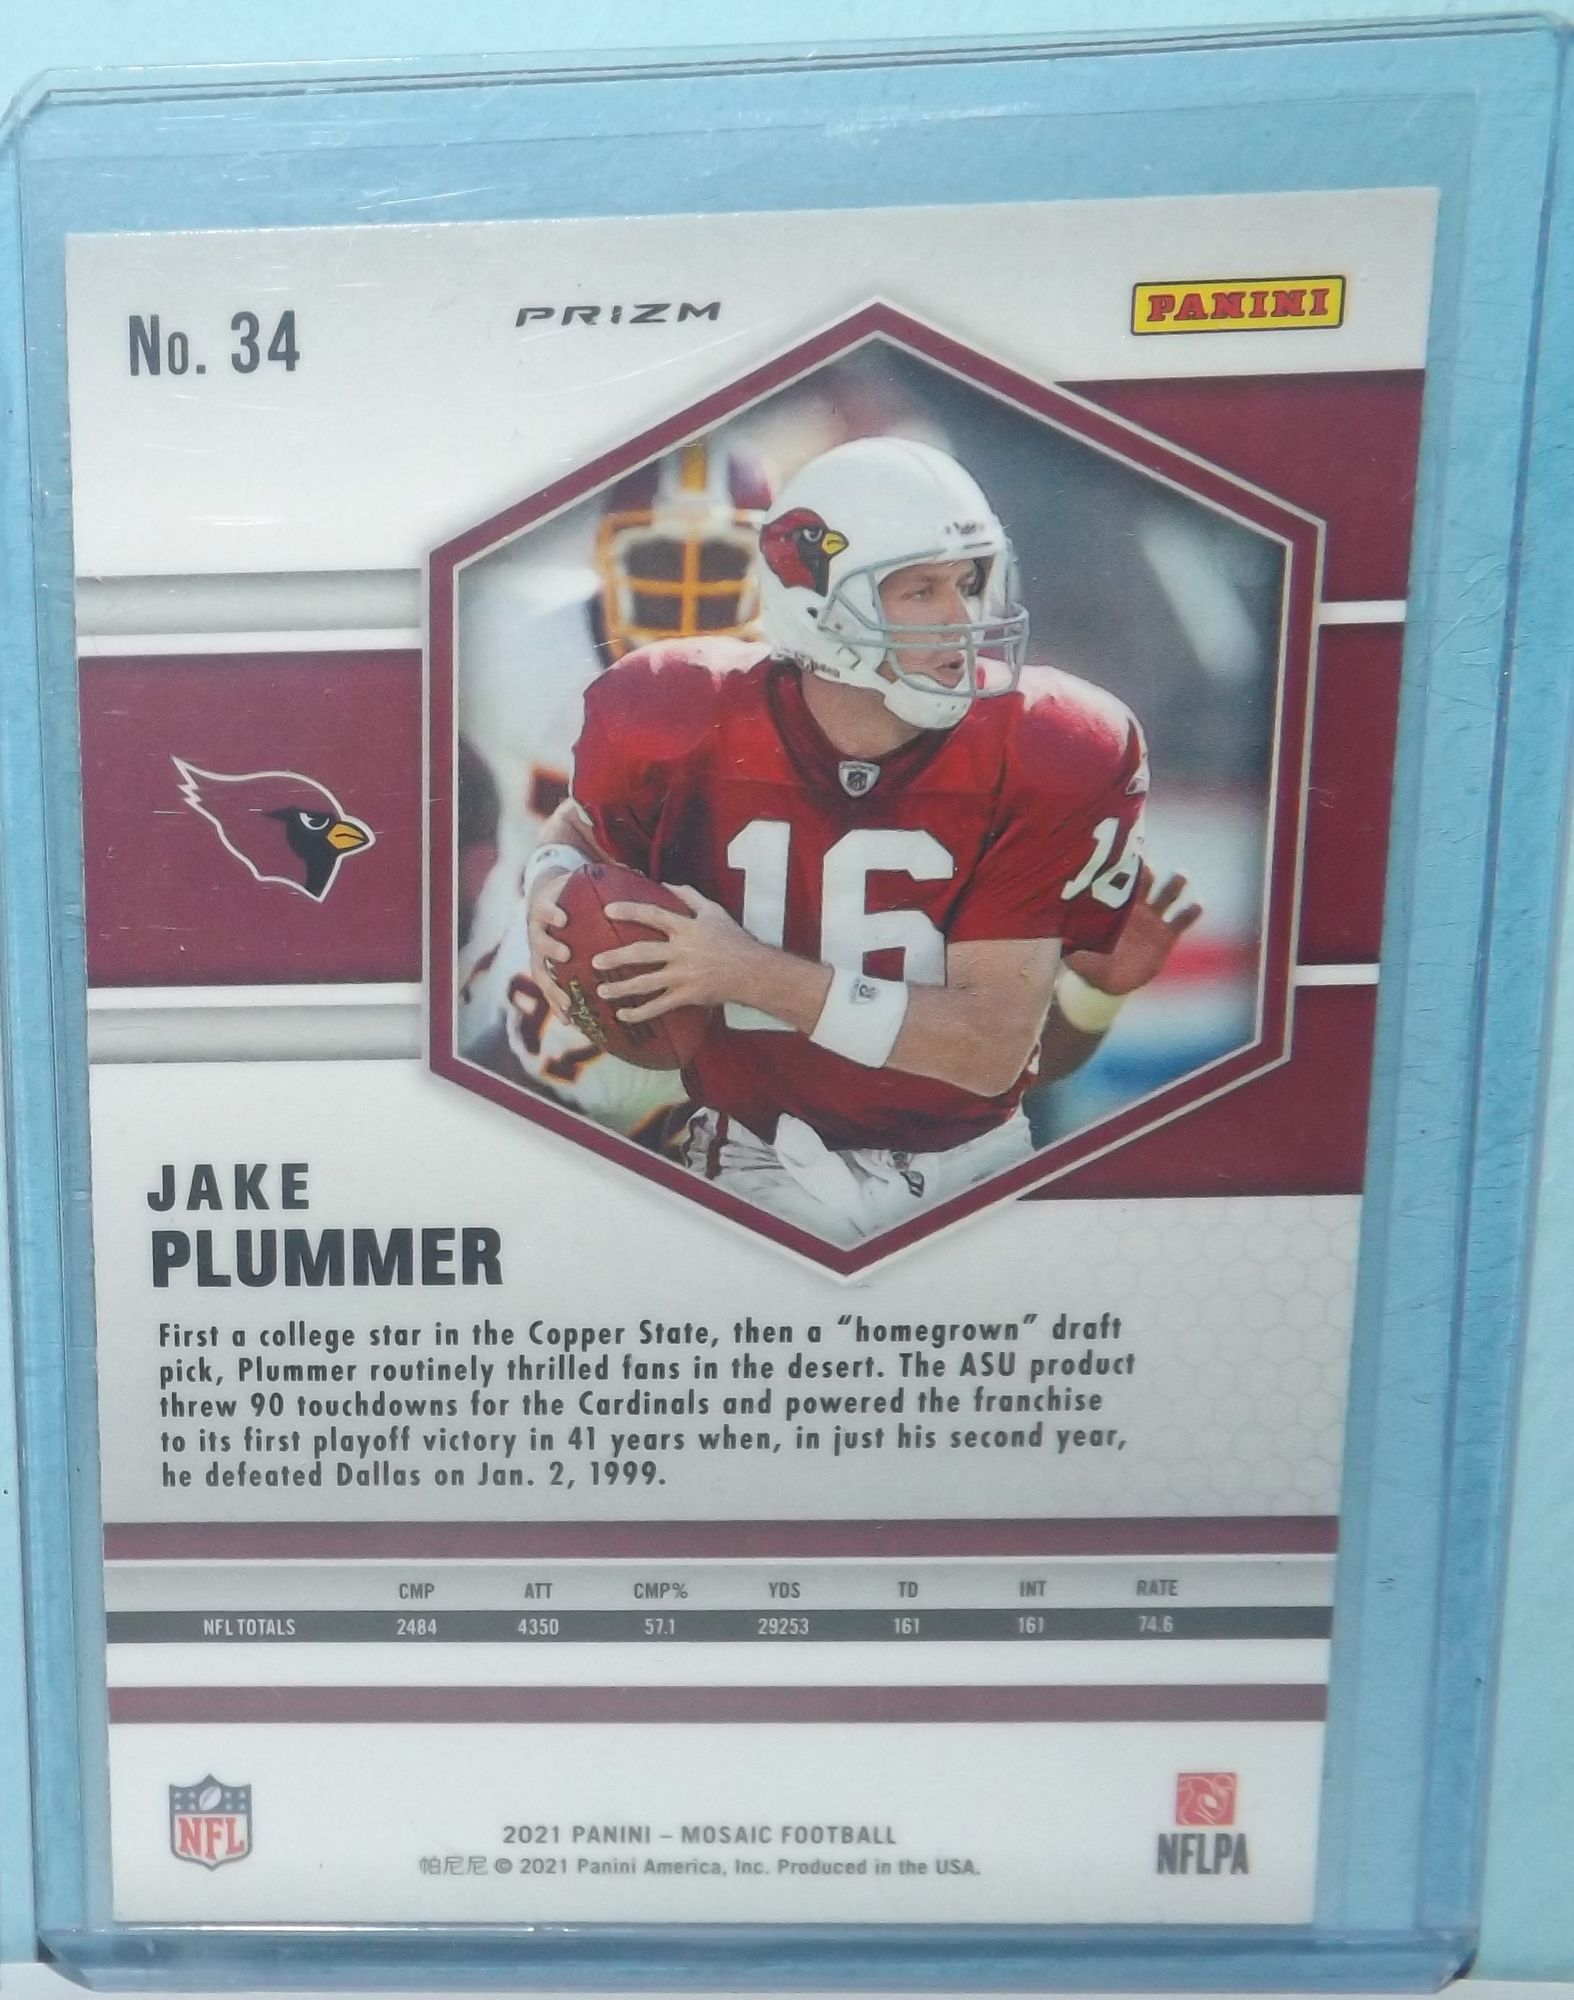 No. 34
PRIZM
PANINI
16
16
97
JAKE
PLUMMER
First a college star in the Copper State, then a “homegrown” draft
pick, Plummer routinely thrilled fans in the desert. The ASU product
threw 90 touchdowns for the Cardinals and powered the franchise
to its first playoff victory in 41 years when, in just his second year,
he defeated Dallas on Jan. 2, 1999.
CMP ATT CMP% YDS TD INT RATE
NFL TOTALS 2484 4350 57.1 29253 161 161 74.6
NFL
2021 PANINI – MOSAIC FOOTBALL
帕尼尼 © 2021 Panini America, Inc. Produced in the USA.
NFLPA